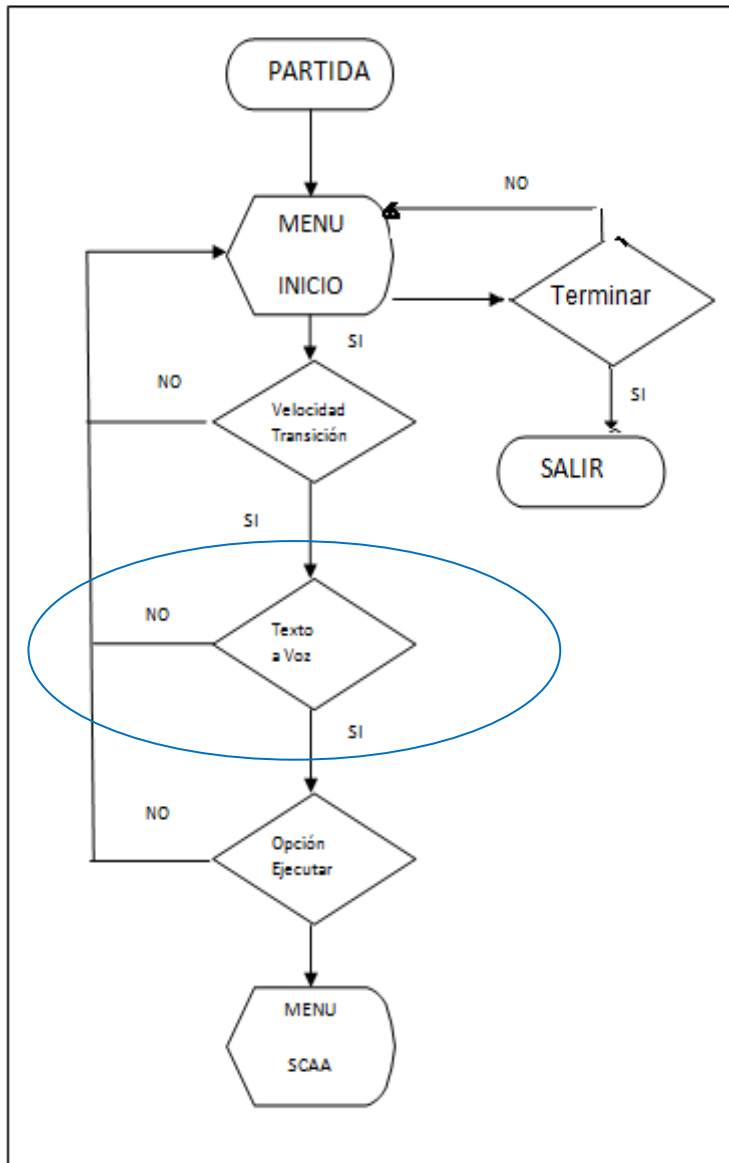 PARTIDA
NO
MENU
INICIO
Terminar
SI
NO
SI
Velocidad
Transición
SALIR
SI
NO
Texto
a Voz
SI
NO
Opción
Ejecutar
MENU
SCAA